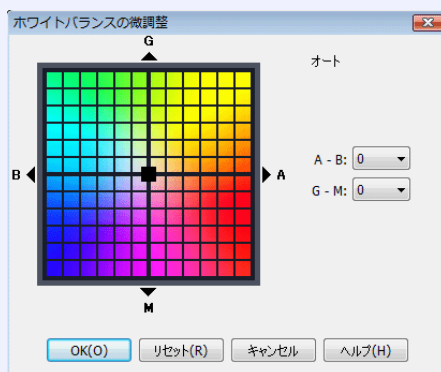 ホワイトバランスの微調整
G
オート
B
A
A - B: 0
G - M: 0
M
OK(O)
リセット(R)
キャンセル
ヘルプ(H)